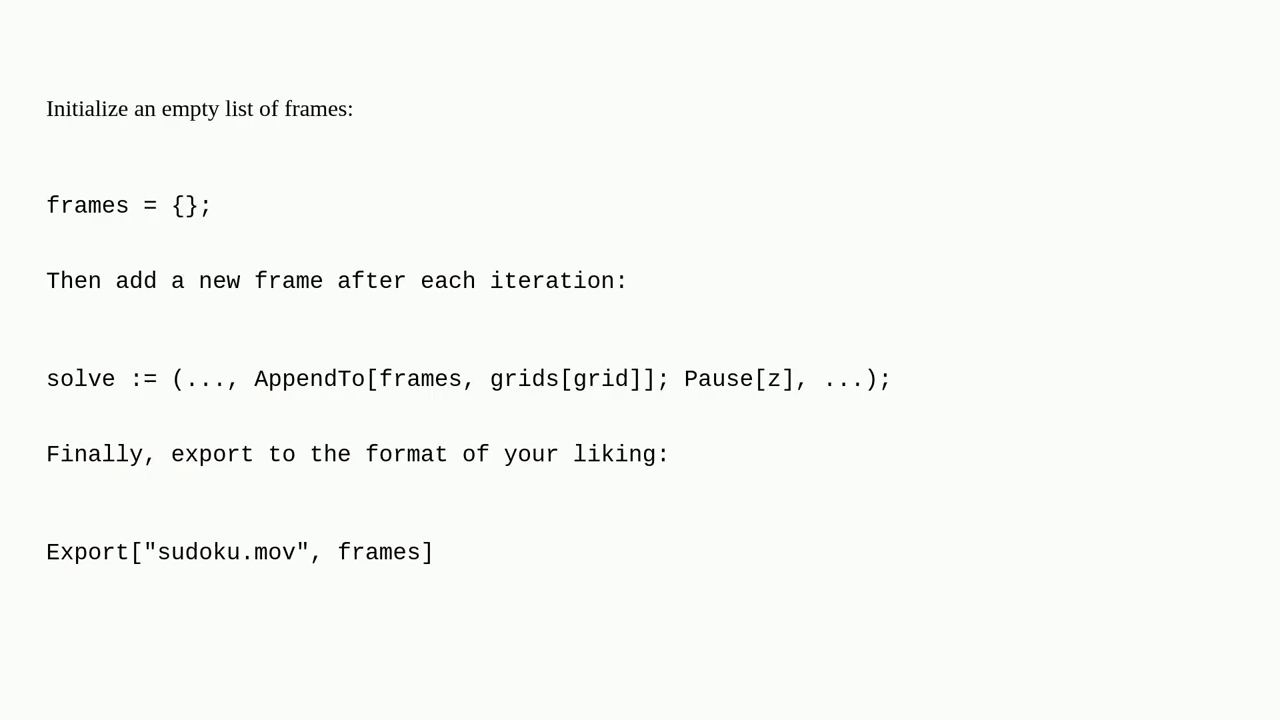 Initialize an empty list of frames:
frames = {};
Then add a new frame after each iteration:
solve := (..., AppendTo[frames, grids[grid]]; Pause[z], ...);
Finally, export to the format of your liking:
Export["sudoku.mov", frames]